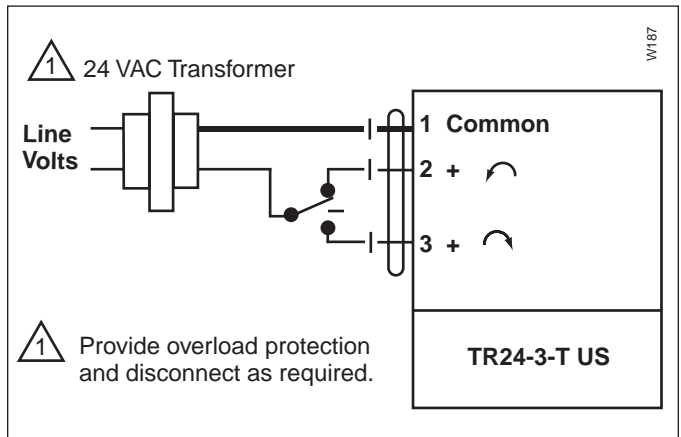 W187
1 24 VAC Transformer
Line
Volts
1 Common
2 +
3 +
1 Provide overload protection
and disconnect as required.
TR24-3-T US